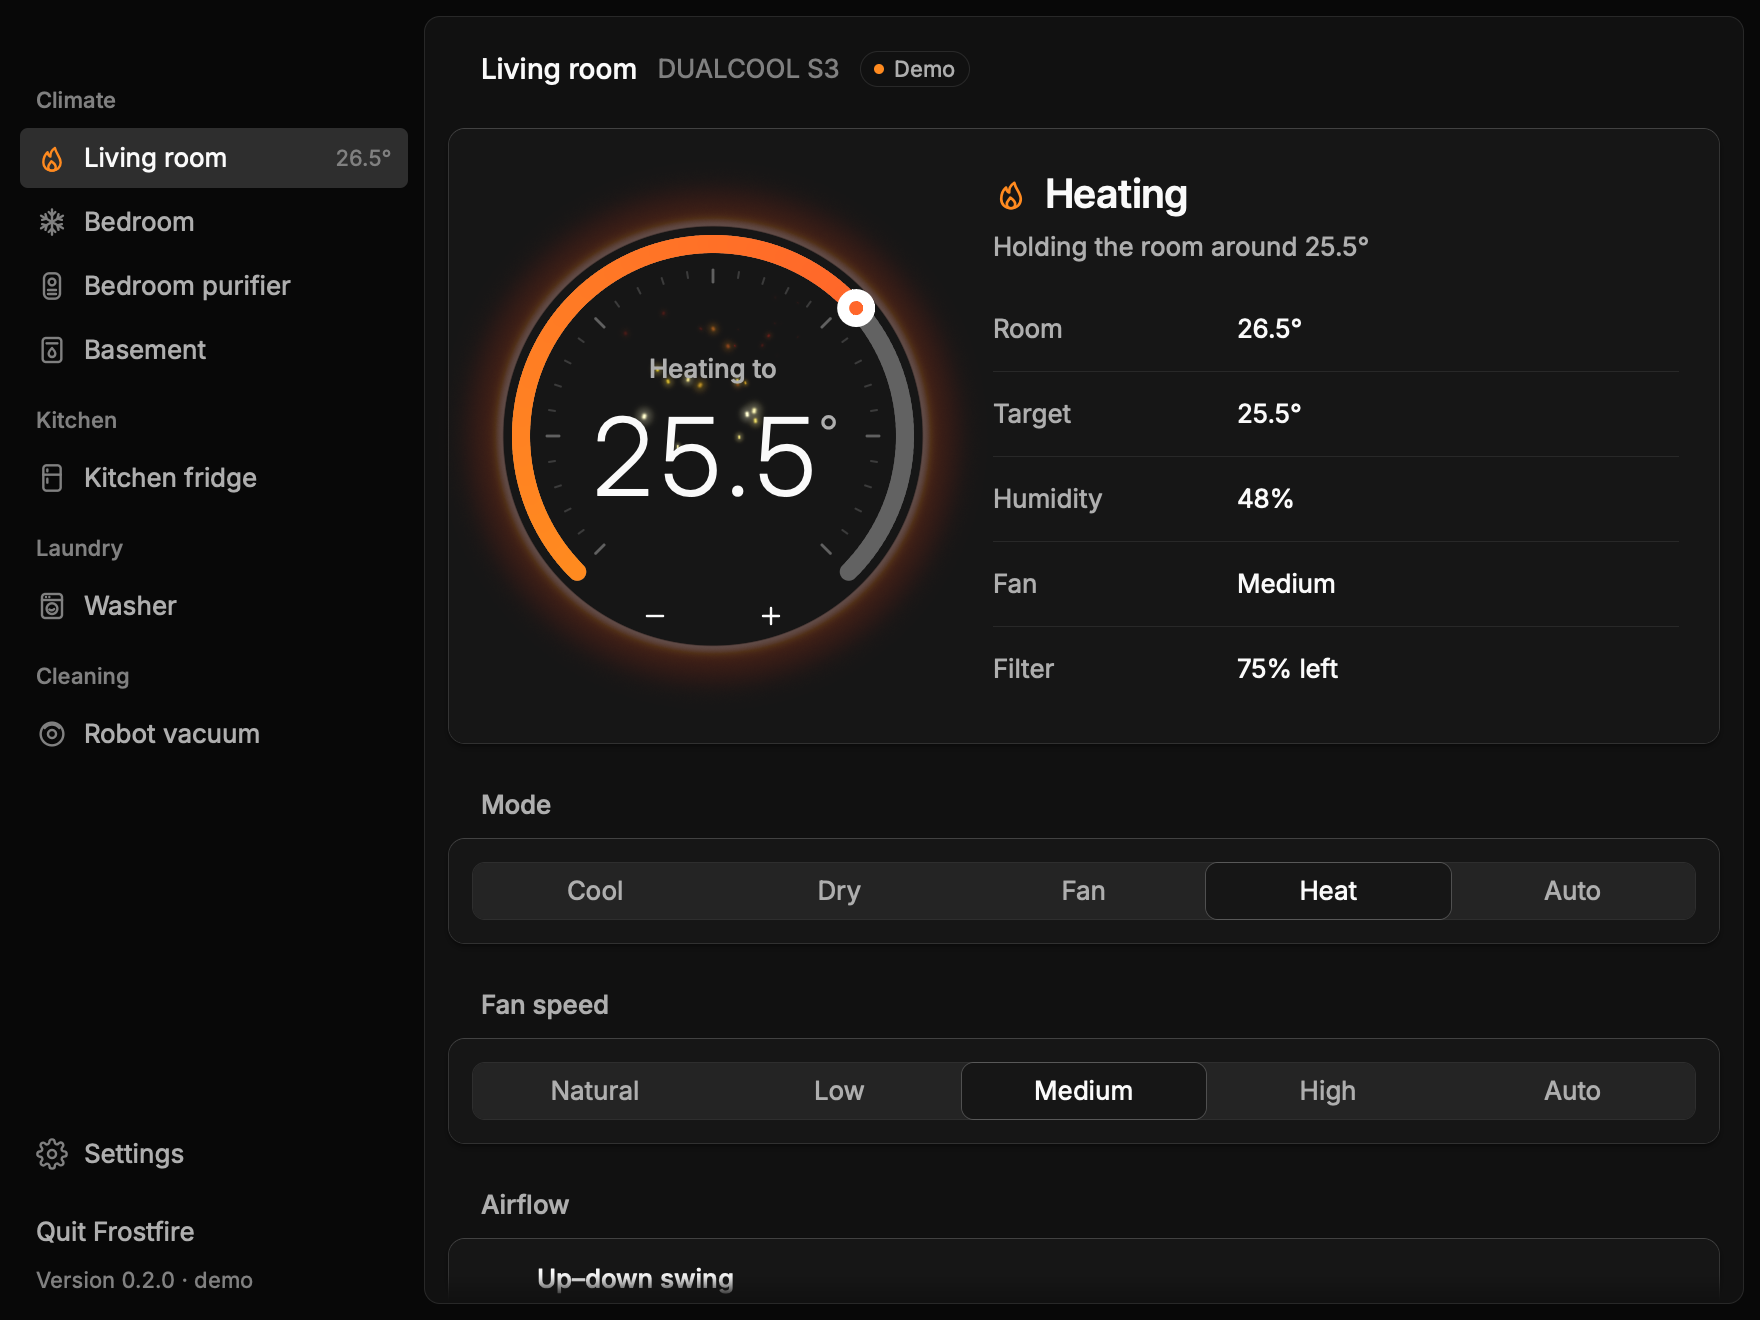 Climate
Living room 26.5°
Bedroom
Bedroom purifier
Basement
Kitchen
Kitchen fridge
Laundry
Washer
Cleaning
Robot vacuum
Settings
Quit Frostfire
Version 0.2.0 · demo
Living room DUALCOOL S3 Demo
Heating to
25.5°
− +
Heating
Holding the room around 25.5°
Room 26.5°
Target 25.5°
Humidity 48%
Fan Medium
Filter 75% left
Mode
Cool Dry Fan Heat Auto
Fan speed
Natural Low Medium High Auto
Airflow
Up–down swing